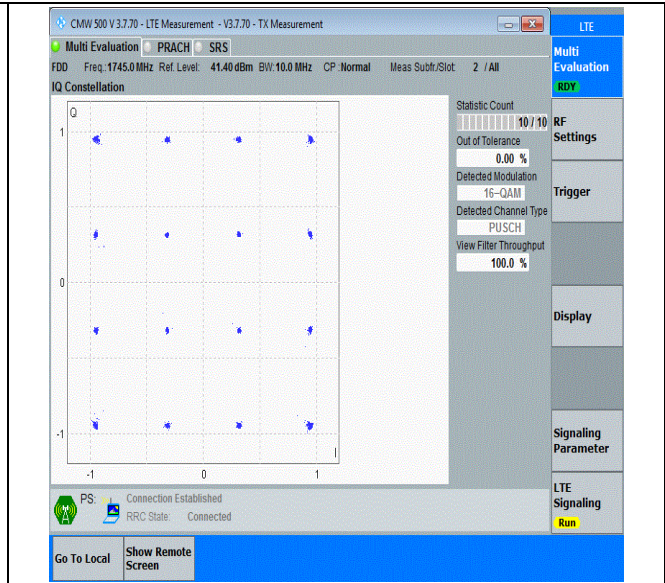 CMW 500 V 3.7.70 - LTE Measurement - V3.7.70 - TX Measurement
LTE
Multi Evaluation PRACH SRS
FDD Freq.:1745.0 MHz Ref. Level: 41.40 dBm BW:10.0 MHz CP :Normal Meas Subfr./Slot: 2 / All
IQ Constellation
Q
1
0
-1
-1 0 1
I
Statistic Count
10 / 10
Out of Tolerance
0.00 %
Detected Modulation
16-QAM
Detected Channel Type
PUSCH
View Filter Throughput
100.0 %
Multi
Evaluation
RDY
RF
Settings
Trigger
Display
Signaling
Parameter
LTE
Signaling
Run
PS: Connection Established
RRC State: Connected
Go To Local
Show Remote
Screen